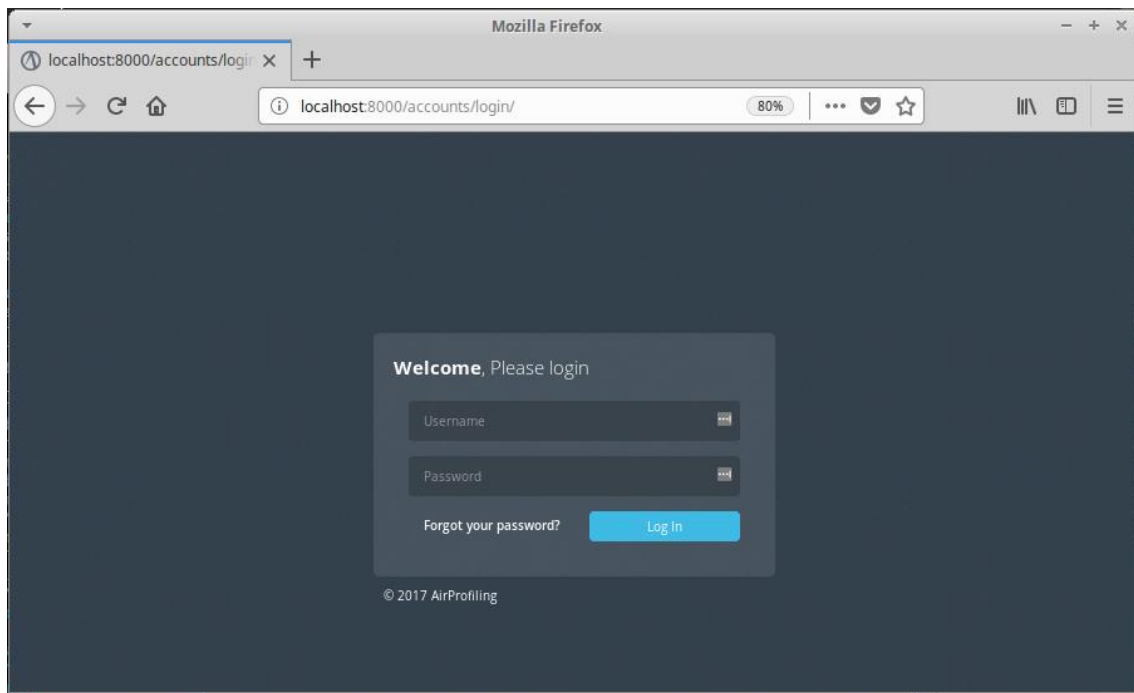 Mozilla Firefox
localhost:8000/accounts/login
localhost:8000/accounts/login/ 80%
Welcome, Please login
Username
Password
Forgot your password? Log In
© 2017 AirProfiling